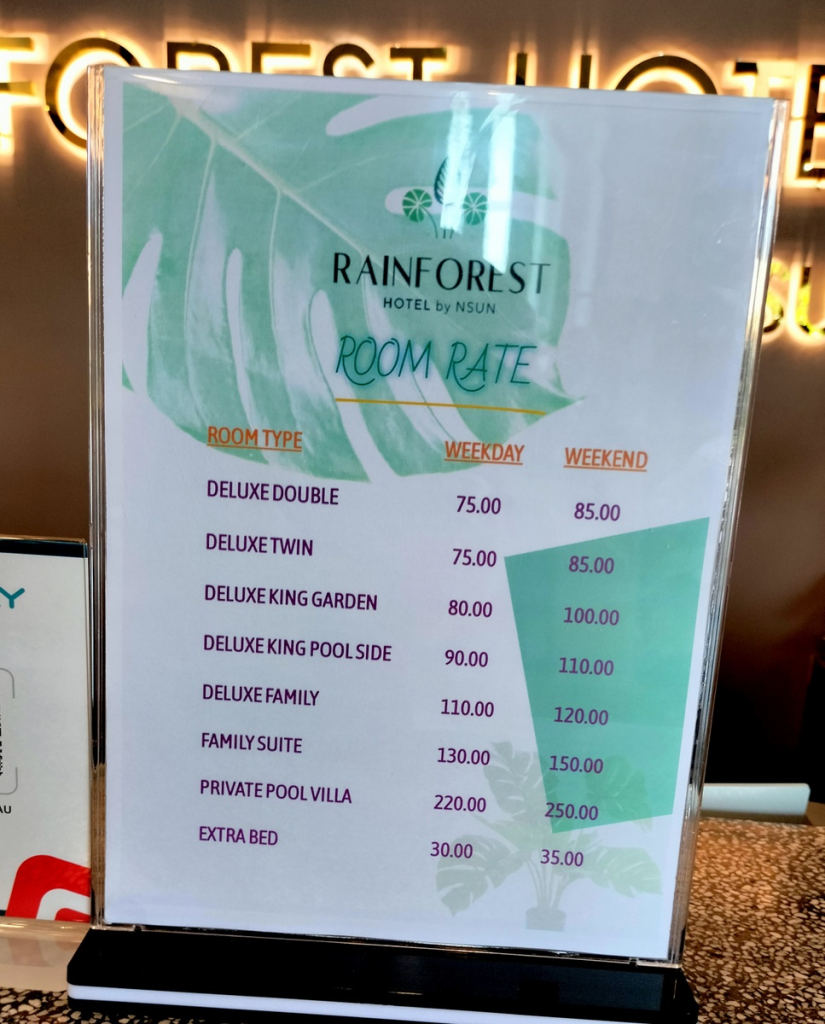 FOREST HOTE
RAINFOREST
HOTEL by NSUN
ROOM RATE
ROOM TYPE WEEKDAY WEEKEND
DELUXE DOUBLE 75.00 85.00
DELUXE TWIN 75.00 85.00
DELUXE KING GARDEN 80.00 100.00
DELUXE KING POOL SIDE 90.00 110.00
DELUXE FAMILY 110.00 120.00
FAMILY SUITE 130.00 150.00
PRIVATE POOL VILLA 220.00 250.00
EXTRA BED 30.00 35.00